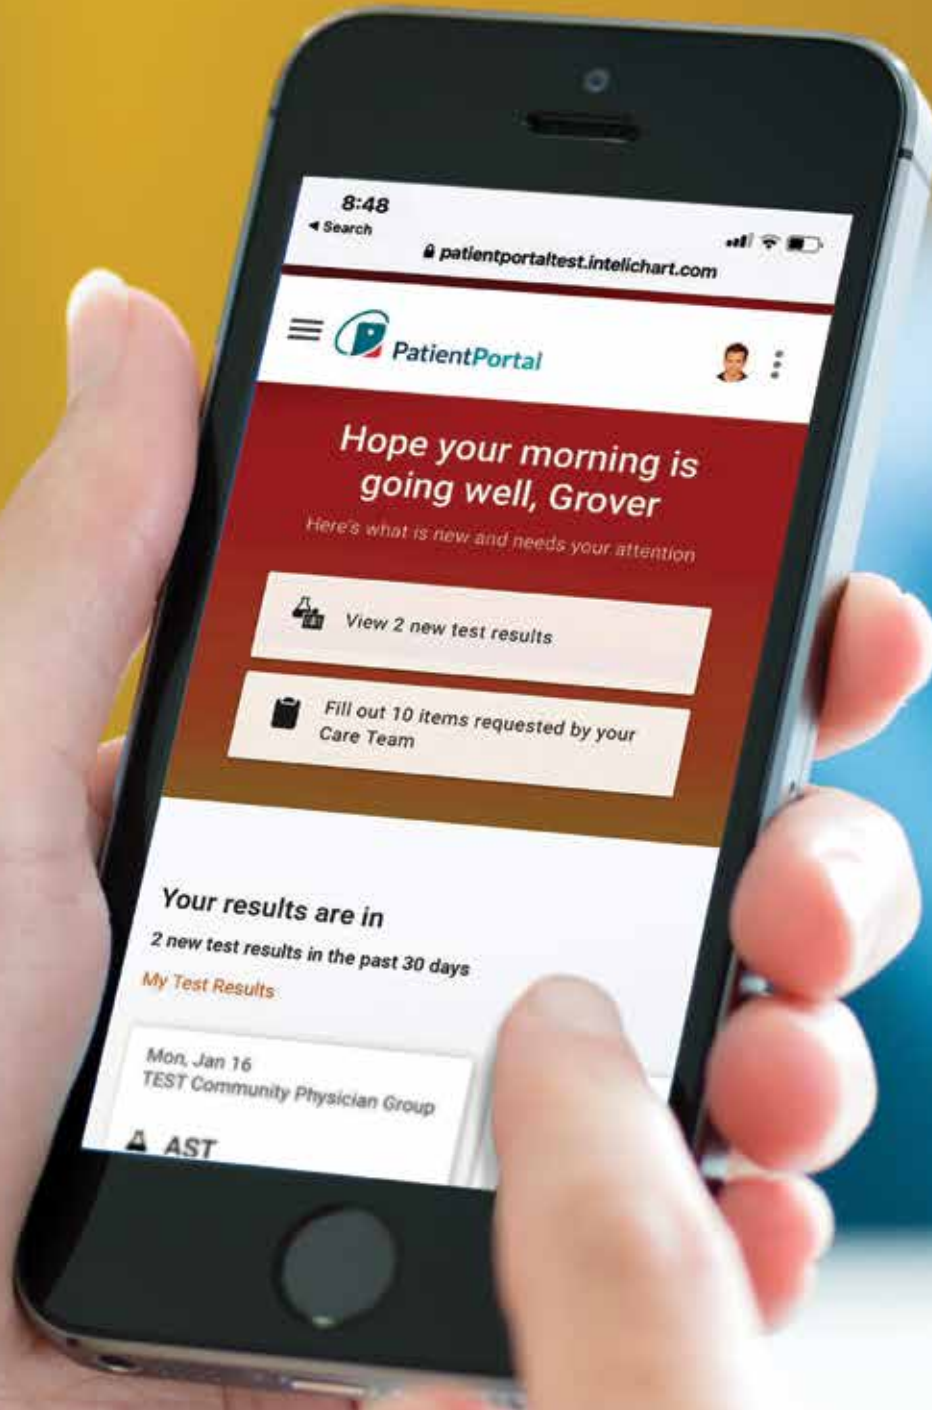 8:48
◀ Search
patientportaltest.intelichart.com
PatientPortal
Hope your morning is
going well, Grover
Here's what is new and needs your attention
View 2 new test results
Fill out 10 items requested by your
Care Team
Your results are in
2 new test results in the past 30 days
My Test Results
Mon, Jan 16
TEST Community Physician Group
AST